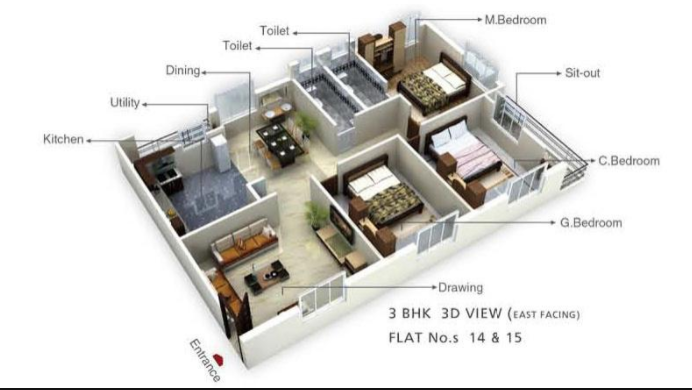 M.Bedroom
Toilet
Toilet
Dining
Sit-out
Utility
Kitchen
C.Bedroom
G.Bedroom
Drawing
3 BHK 3D VIEW (EAST FACING)
FLAT No.s 14 & 15
Entrance